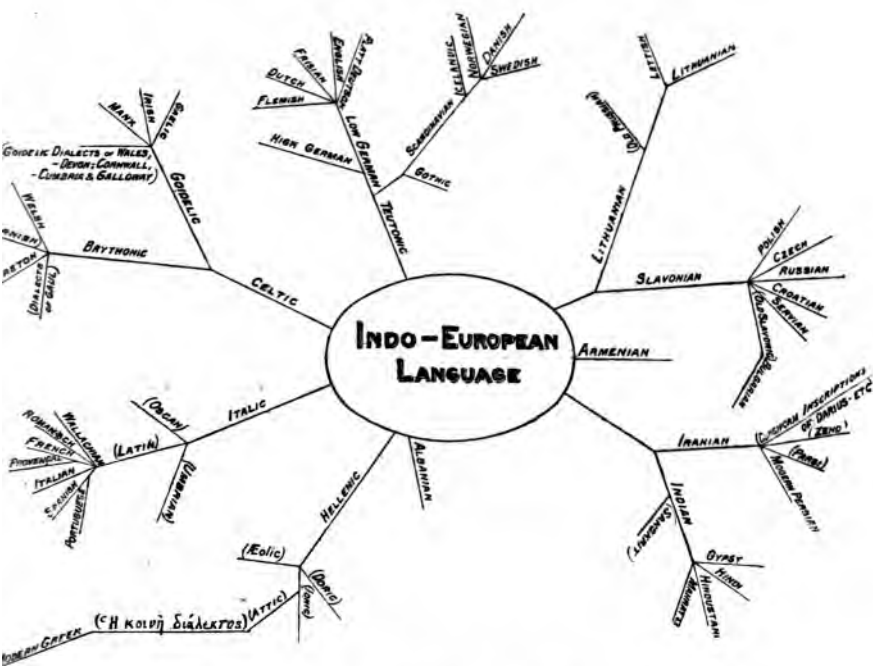 INDO-EUROPEAN
LANGUAGE
CELTIC
GOIDELIC
MANX
IRISH
GAELIC
(GOIDELIC DIALECTS OF WALES,
-DEVON; CORNWALL,
-CUMBRIA & GALLOWAY)
BRYTHONIC
WELSH
(DIALECTS
OF GAUL)
TEUTONIC
HIGH GERMAN
LOW GERMAN
FLEMISH
DUTCH
FRISIAN
ENGLISH
PLATT DEUTSCH
GOTHIC
SCANDINAVIAN
ICELANDIC
NORWEGIAN
DANISH
SWEDISH
LITHUANIAN
(OLD PRUSSIAN)
LETTISH
LITHUANIAN
SLAVONIAN
POLISH
CZECH
RUSSIAN
CROATIAN
SERVIAN
(OLD SLAVONIC)
BULGARIAN
ARMENIAN
IRANIAN
(CUNEIFORM INSCRIPTIONS
OF DARIUS-ETC
(ZEND)
(PARSI)
MODERN PERSIAN
INDIAN
(SANSKRIT)
GYPSY
HINDI
HINDUSTANI
ALBANIAN
HELLENIC
(ÆOLIC)
(DORIC)
(IONIC)
(ATTIC)
(Ἡ κοινὴ διάλεκτος)
MODERN GREEK
ITALIC
(OSCAN)
(UMBRIAN)
(LATIN)
WALLACHIAN
ROMANSCH
FRENCH
PROVENCAL
ITALIAN
SPANISH
PORTUGUESE